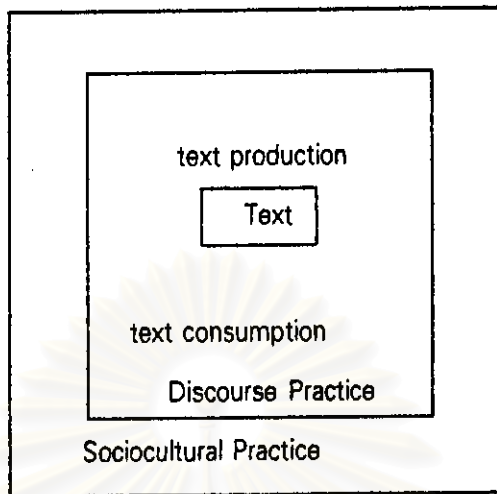 text production
Text
text consumption
Discourse Practice
Sociocultural Practice